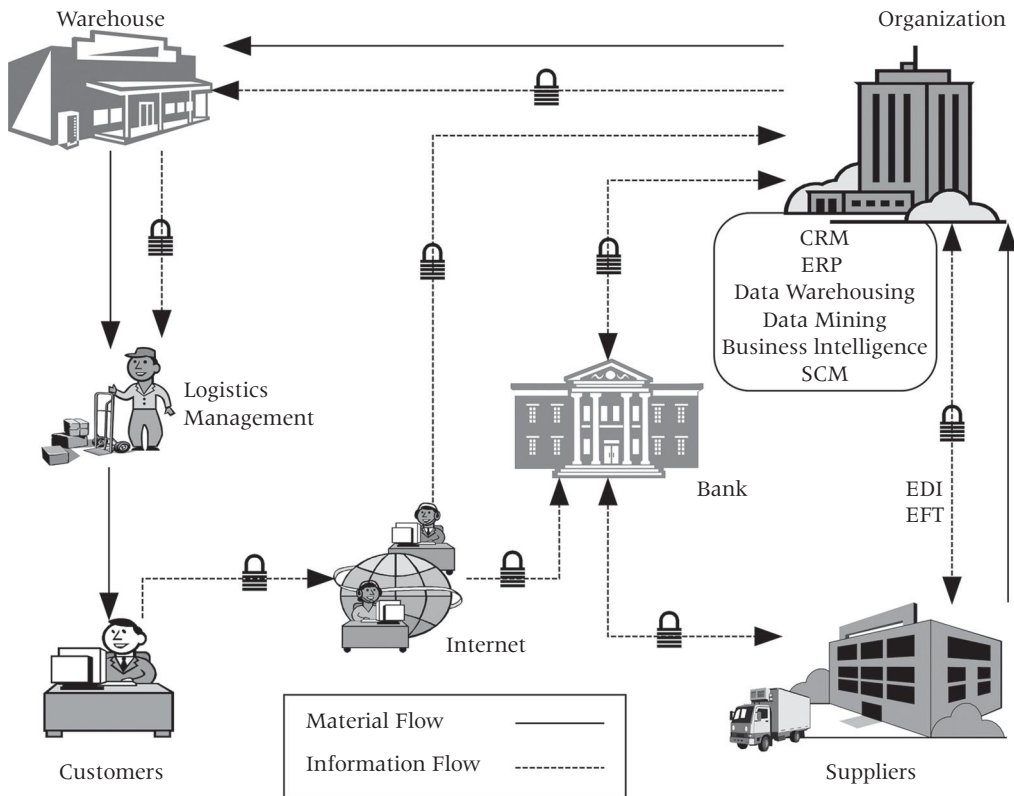 Warehouse
Organization
CRM
ERP
Data Warehousing
Data Mining
Business Intelligence
SCM
Logistics
Management
Bank
EDI
EFT
Internet
Material Flow
Information Flow
Customers
Suppliers